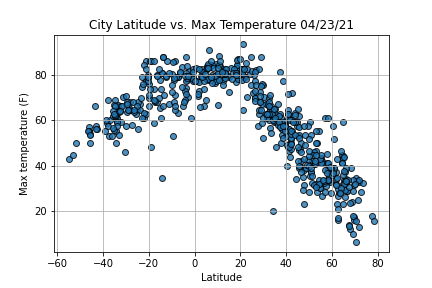 City Latitude vs. Max Temperature 04/23/21
Max temperature (F)
80
60
40
20
−60 −40 −20 0 20 40 60 80
Latitude